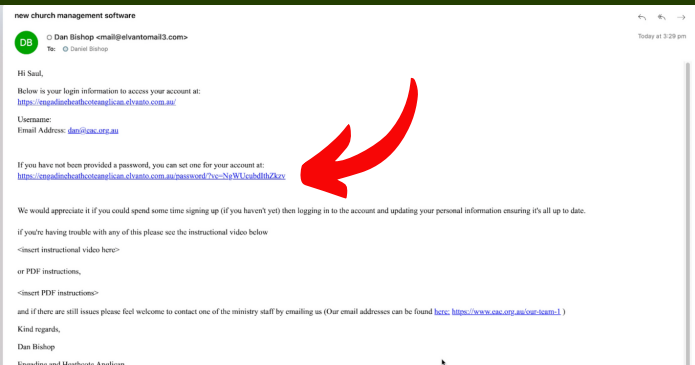 new church management software
DB
Dan Bishop <mail@elvantomail3.com>
Today at 3:29 pm
To: Daniel Bishop
Hi Saul,
Below is your login information to access your account at:
https://engadineheathcoteanglican.elvanto.com.au/
Username:
Email Address: dan@eac.org.au
If you have not been provided a password, you can set one for your account at:
https://engadineheathcoteanglican.elvanto.com.au/password/?vc=NgWUcubdIthZkzv
We would appreciate it if you could spend some time signing up (if you haven't yet) then logging in to the account and updating your personal information ensuring it's all up to date.
if you're having trouble with any of this please see the instructional video below
<insert instructional video here>
or PDF instructions,
<insert PDF instructions>
and if there are still issues please feel welcome to contact one of the ministry staff by emailing us (Our email addresses can be found here: https://www.eac.org.au/our-team-1 )
Kind regards,
Dan Bishop
Engadine and Heathcote Anglican